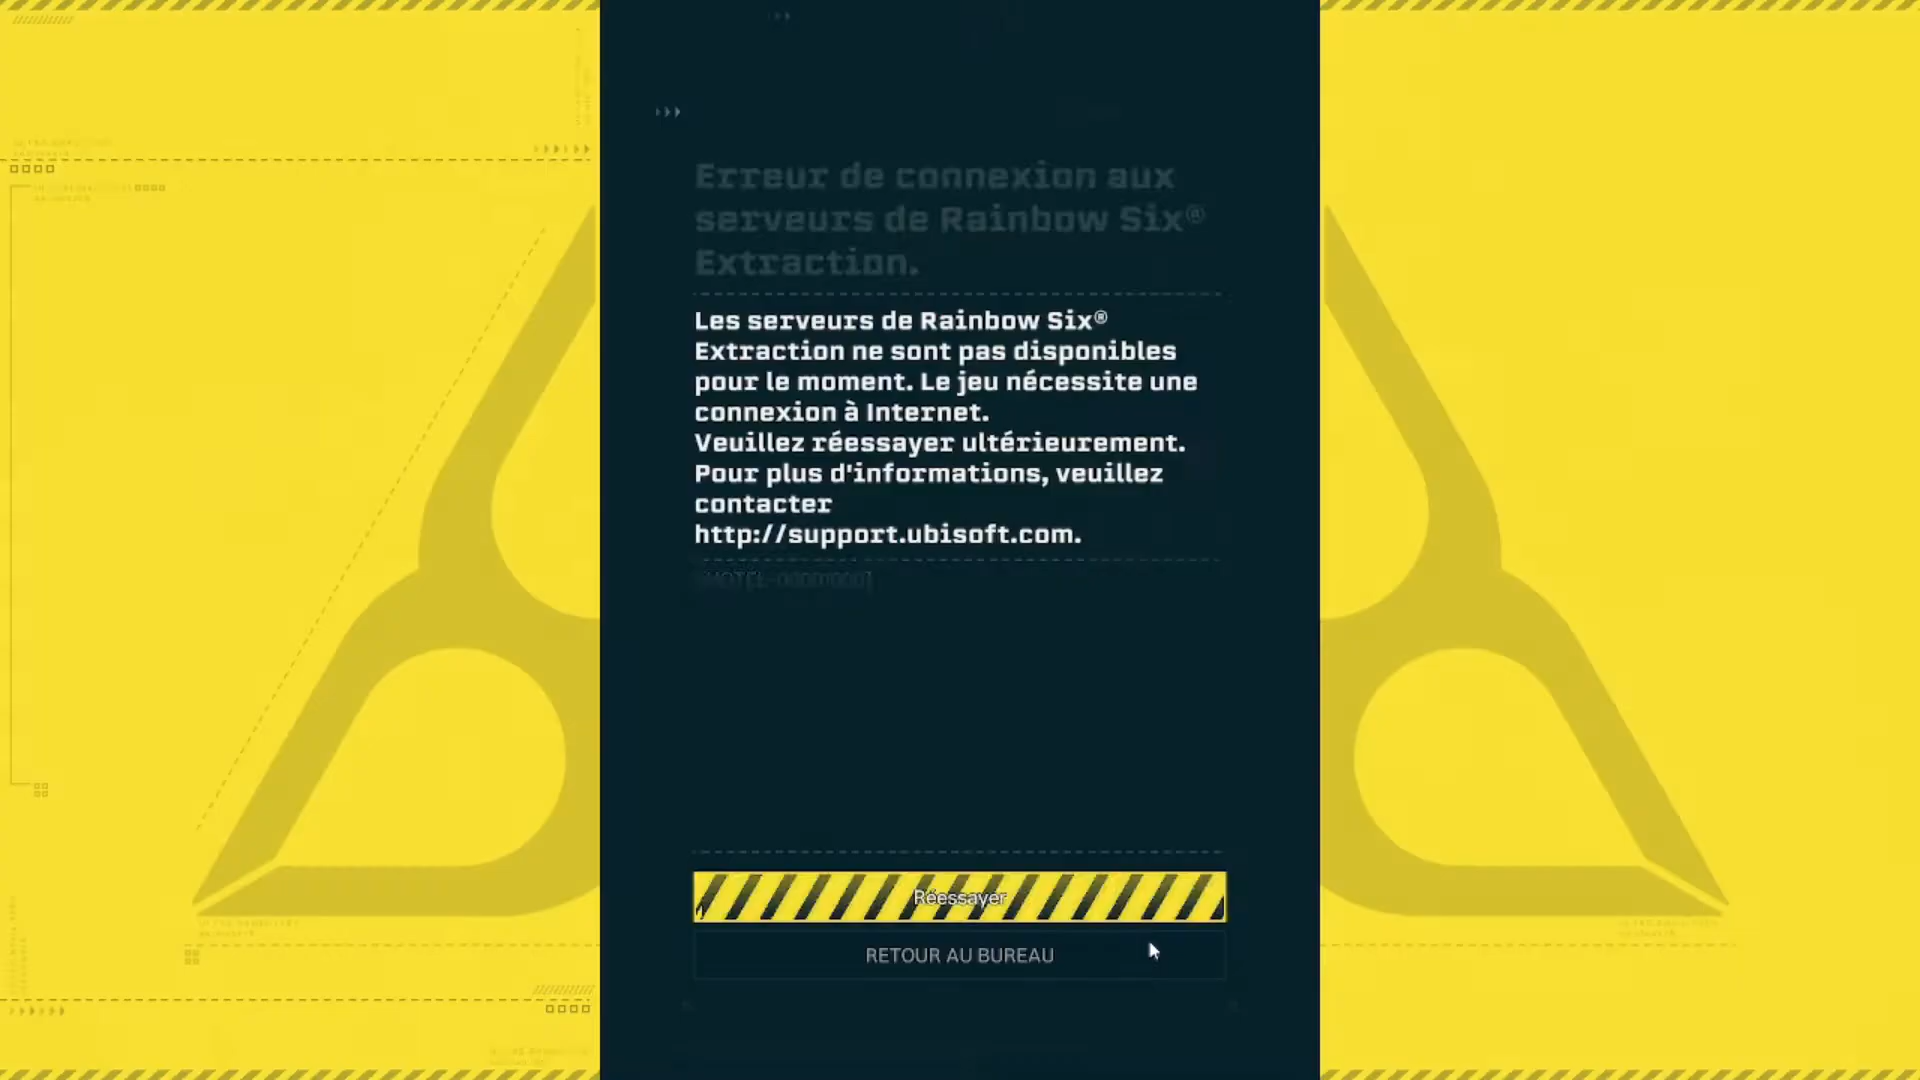 Erreur de connexion aux
serveurs de Rainbow Six®
Extraction.
Les serveurs de Rainbow Six®
Extraction ne sont pas disponibles
pour le moment. Le jeu nécessite une
connexion à Internet.
Veuillez réessayer ultérieurement.
Pour plus d'informations, veuillez
contacter
http://support.ubisoft.com.
Réessayer
RETOUR AU BUREAU